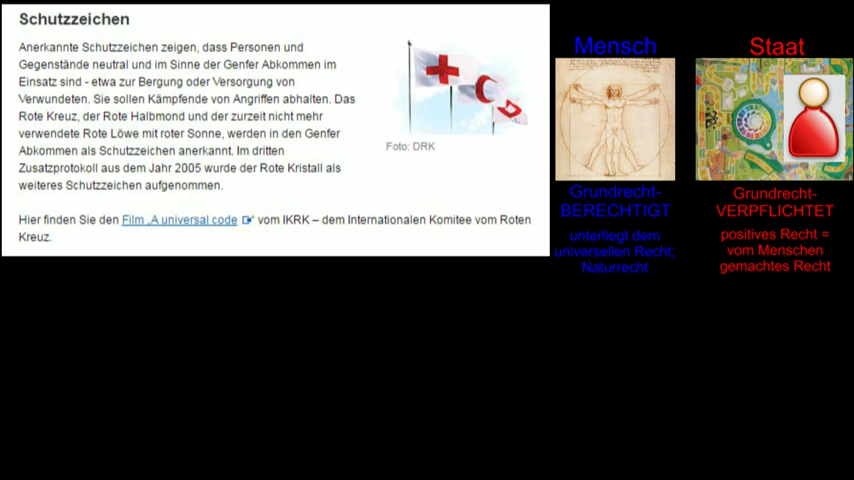 Schutzzeichen
Anerkannte Schutzzeichen zeigen, dass Personen und
Gegenstände neutral und im Sinne der Genfer Abkommen im
Einsatz sind - etwa zur Bergung oder Versorgung von
Verwundeten. Sie sollen Kämpfende von Angriffen abhalten. Das
Rote Kreuz, der Rote Halbmond und der zurzeit nicht mehr
verwendete Rote Löwe mit roter Sonne, werden in den Genfer
Abkommen als Schutzzeichen anerkannt. Im dritten
Zusatzprotokoll aus dem Jahr 2005 wurde der Rote Kristall als
weiteres Schutzzeichen aufgenommen.
Foto: DRK
Hier finden Sie den Film „A universal code “ vom IKRK – dem Internationalen Komitee vom Roten
Kreuz.
Mensch
Grundrecht-
BERECHTIGT
unterliegt dem
universellen Recht;
Naturrecht
Staat
Grundrecht-
VERPFLICHTET
positives Recht =
vom Menschen
gemachtes Recht